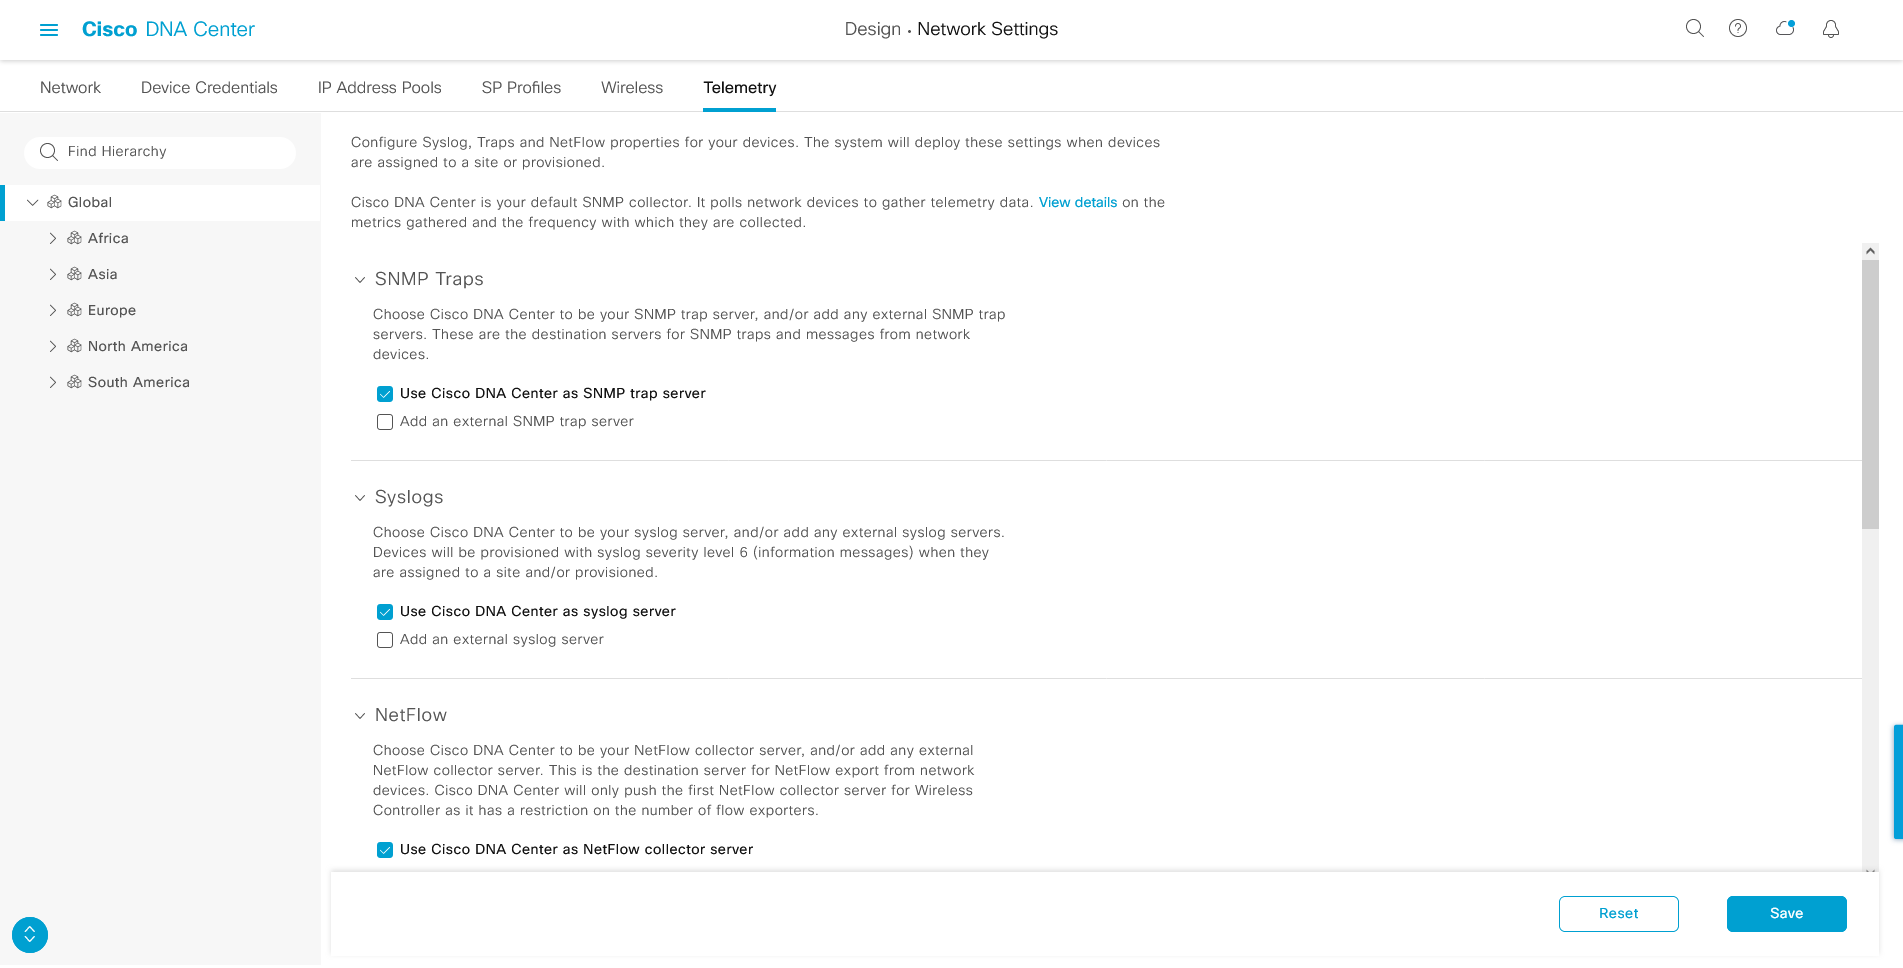 Cisco DNA Center
Design • Network Settings
Network
Device Credentials
IP Address Pools
SP Profiles
Wireless
Telemetry
Find Hierarchy
Global
Africa
Asia
Europe
North America
South America
Configure Syslog, Traps and NetFlow properties for your devices. The system will deploy these settings when devices
are assigned to a site or provisioned.
Cisco DNA Center is your default SNMP collector. It polls network devices to gather telemetry data. View details on the
metrics gathered and the frequency with which they are collected.
SNMP Traps
Choose Cisco DNA Center to be your SNMP trap server, and/or add any external SNMP trap
servers. These are the destination servers for SNMP traps and messages from network
devices.
Use Cisco DNA Center as SNMP trap server
Add an external SNMP trap server
Syslogs
Choose Cisco DNA Center to be your syslog server, and/or add any external syslog servers.
Devices will be provisioned with syslog severity level 6 (information messages) when they
are assigned to a site and/or provisioned.
Use Cisco DNA Center as syslog server
Add an external syslog server
NetFlow
Choose Cisco DNA Center to be your NetFlow collector server, and/or add any external
NetFlow collector server. This is the destination server for NetFlow export from network
devices. Cisco DNA Center will only push the first NetFlow collector server for Wireless
Controller as it has a restriction on the number of flow exporters.
Use Cisco DNA Center as NetFlow collector server
Reset
Save